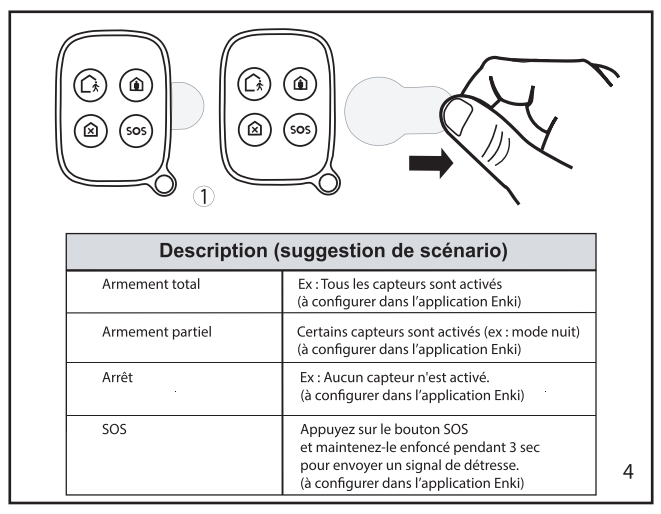 SOS
SOS
1
Description (suggestion de scénario)
Armement total
Ex : Tous les capteurs sont activés
(à configurer dans l'application Enki)
Armement partiel
Certains capteurs sont activés (ex : mode nuit)
(à configurer dans l'application Enki)
Arrêt
Ex : Aucun capteur n'est activé.
(à configurer dans l'application Enki)
SOS
Appuyez sur le bouton SOS
et maintenez-le enfoncé pendant 3 sec
pour envoyer un signal de détresse.
(à configurer dans l'application Enki)
4